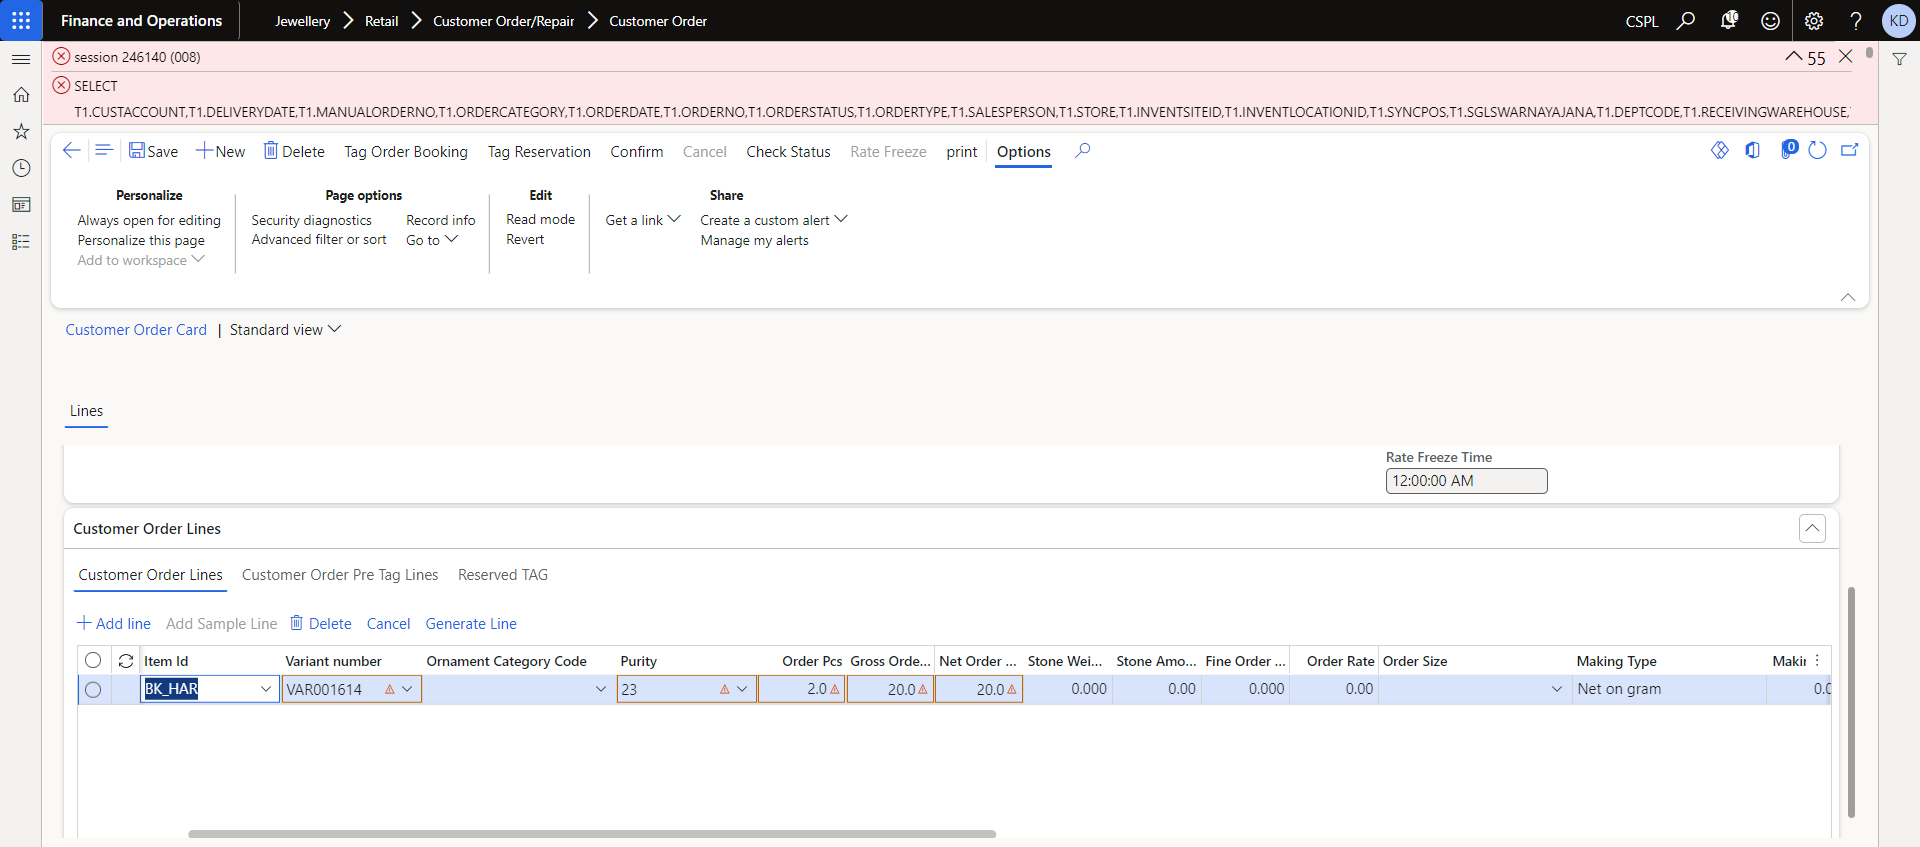 Finance and Operations
Jewellery > Retail > Customer Order/Repair > Customer Order
CSPL
10
KD
session 246140 (008)
55
SELECT
T1.CUSTACCOUNT,T1.DELIVERYDATE,T1.MANUALORDERNO,T1.ORDERCATEGORY,T1.ORDERDATE,T1.ORDERNO,T1.ORDERSTATUS,T1.ORDERTYPE,T1.SALESPERSON,T1.STORE,T1.INVENTSITEID,T1.INVENTLOCATIONID,T1.SYNCPOS,T1.SGLSWARNAYAJANA,T1.DEPTCODE,T1.RECEIVINGWAREHOUSE,
Save New Delete Tag Order Booking Tag Reservation Confirm Cancel Check Status Rate Freeze print Options
0
Personalize
Always open for editing
Personalize this page
Add to workspace
Page options
Security diagnostics
Advanced filter or sort
Record info
Go to
Edit
Read mode
Revert
Share
Get a link
Create a custom alert
Manage my alerts
Customer Order Card | Standard view
Lines
Rate Freeze Time
12:00:00 AM
Customer Order Lines
Customer Order Lines Customer Order Pre Tag Lines Reserved TAG
Add line Add Sample Line Delete Cancel Generate Line
Item Id Variant number Ornament Category Code Purity Order Pcs Gross Orde... Net Order ... Stone Wei... Stone Amo... Fine Order ... Order Rate Order Size Making Type Makir
BK_HAR VAR001614 23 2.0 20.0 20.0 0.000 0.00 0.000 0.00 Net on gram 0.0